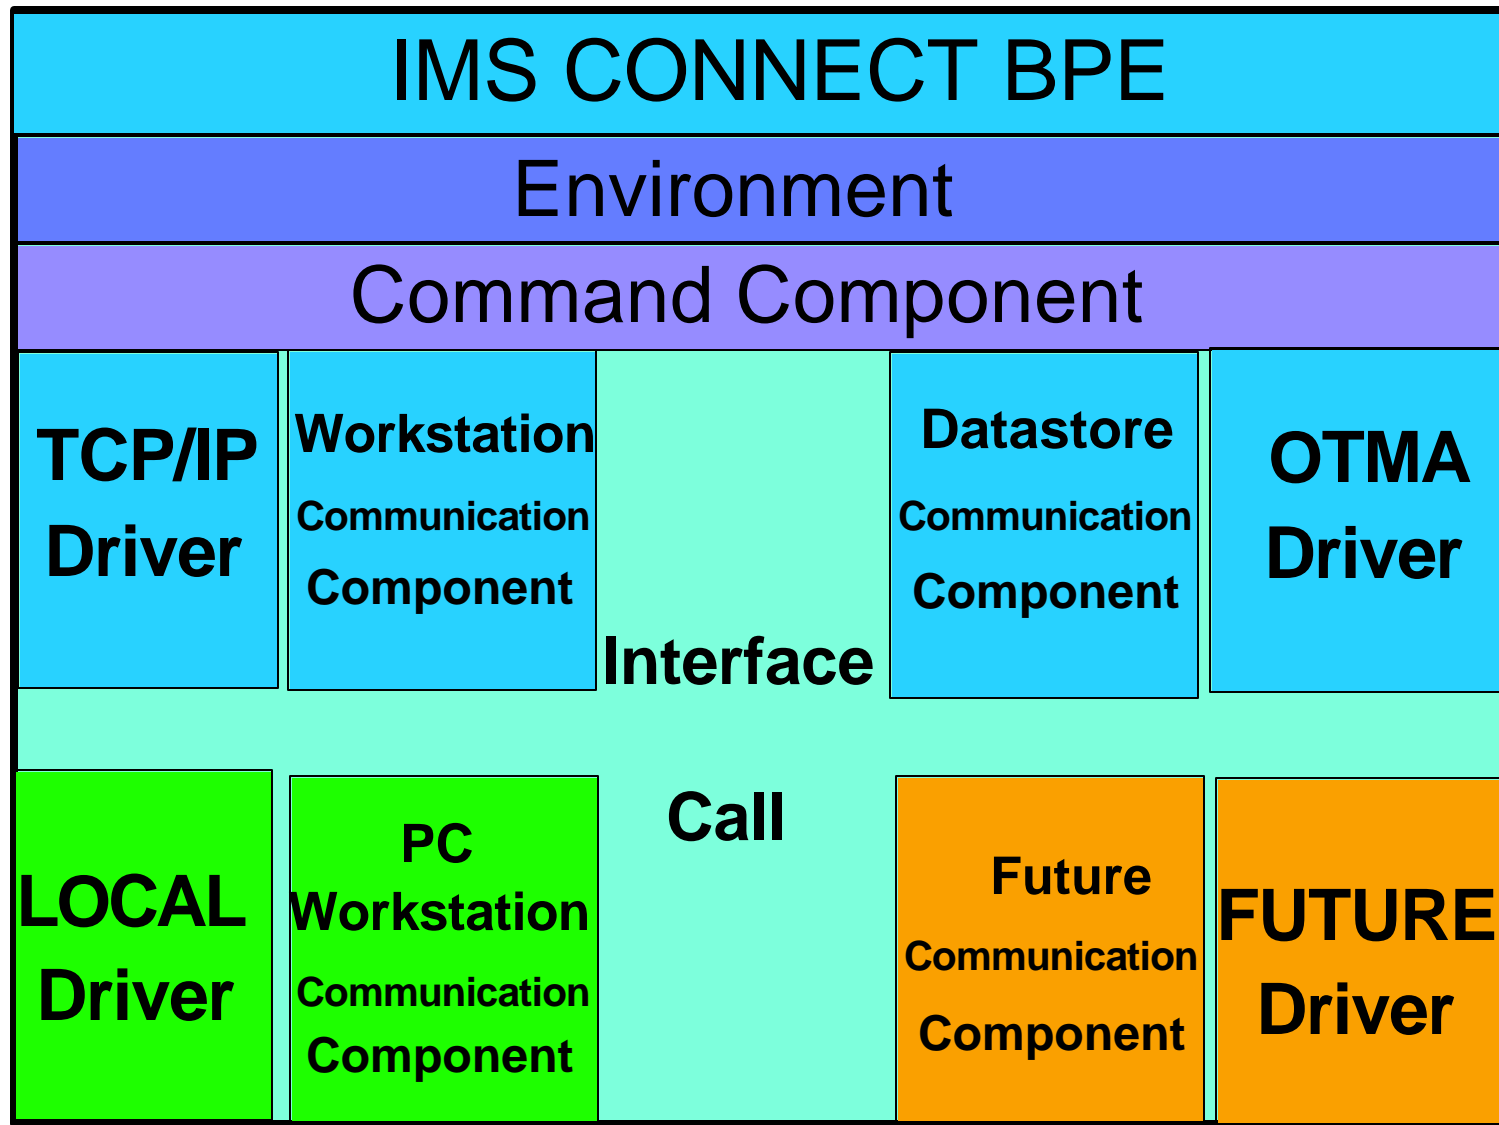 IMS CONNECT BPE
Environment
Command Component
TCP/IP
Driver
Workstation
Communication
Component
Interface
Call
Datastore
Communication
Component
OTMA
Driver
LOCAL
Driver
PC
Workstation
Communication
Component
Future
Communication
Component
FUTURE
Driver